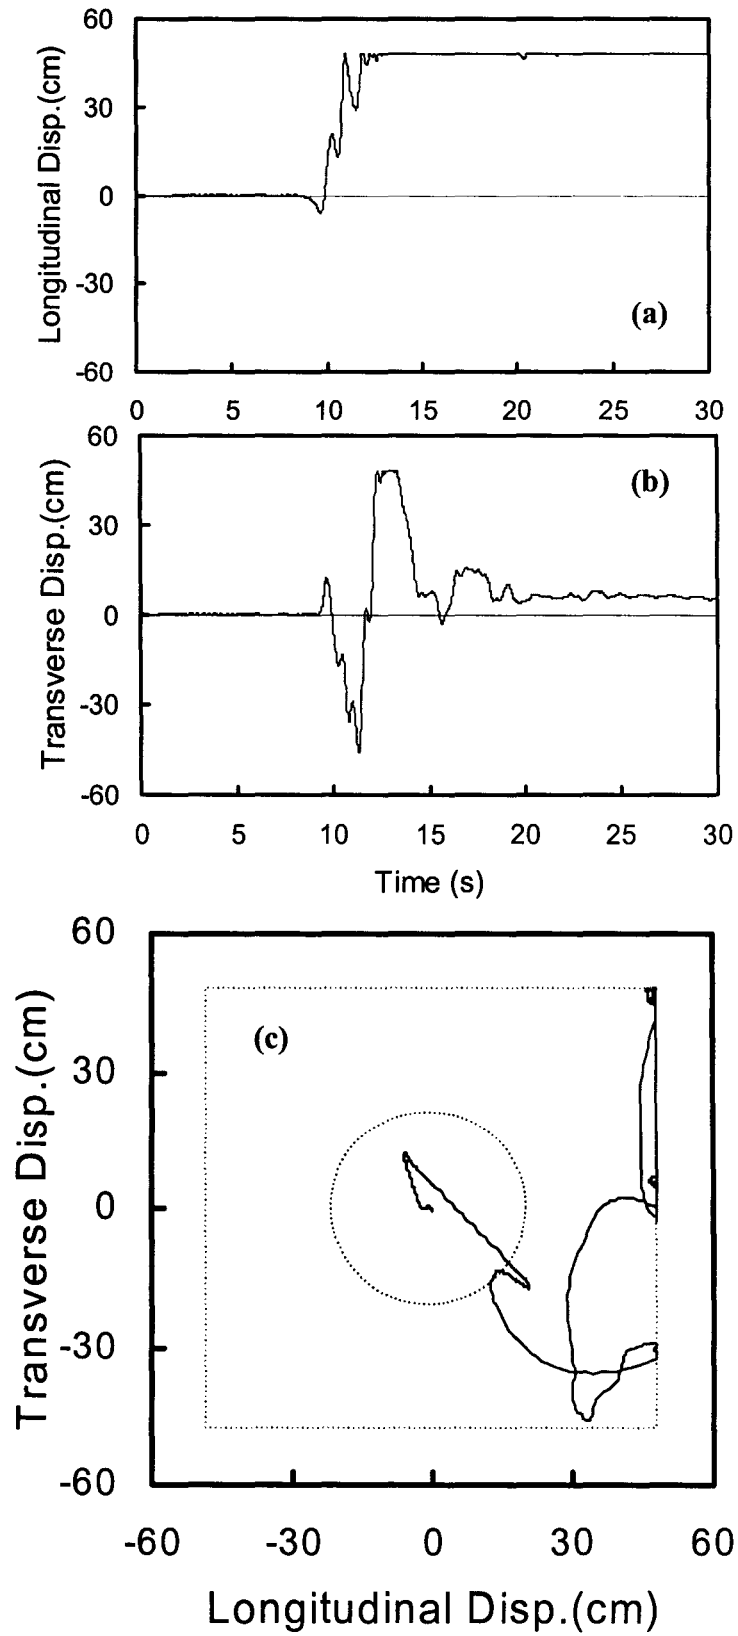 60
30
0
-30
-60
Longitudinal Disp.(cm)
(a)
0 5 10 15 20 25 30
60
30
0
-30
-60
Transverse Disp.(cm)
(b)
0 5 10 15 20 25 30
Time (s)
60
30
0
-30
-60
Transverse Disp.(cm)
(c)
-60 -30 0 30 60
Longitudinal Disp.(cm)